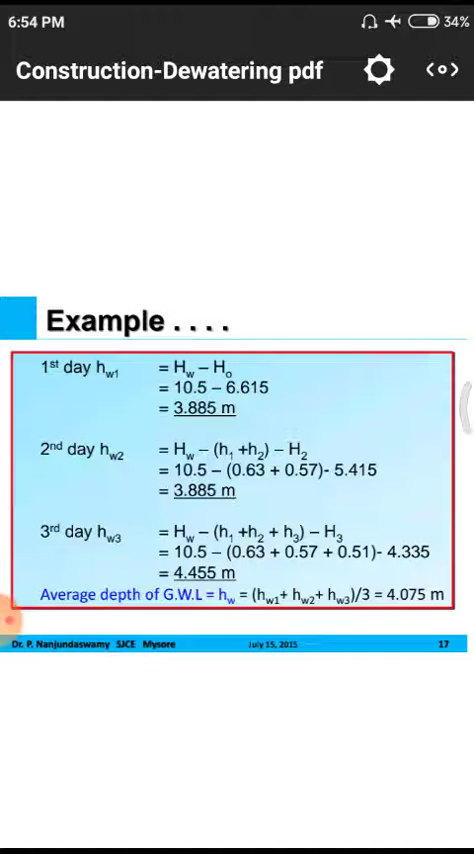 6:54 PM 34%
Construction-Dewatering pdf
Example . . . .
1st day hw1 = Hw – Ho
= 10.5 – 6.615
= 3.885 m
2nd day hw2 = Hw – (h1 +h2) – H2
= 10.5 – (0.63 + 0.57)- 5.415
= 3.885 m
3rd day hw3 = Hw – (h1 +h2 + h3) – H3
= 10.5 – (0.63 + 0.57 + 0.51)- 4.335
= 4.455 m
Average depth of G.W.L = hw = (hw1+ hw2+ hw3)/3 = 4.075 m
Dr. P. Nanjundaswamy SJCE Mysore July 15, 2015 17